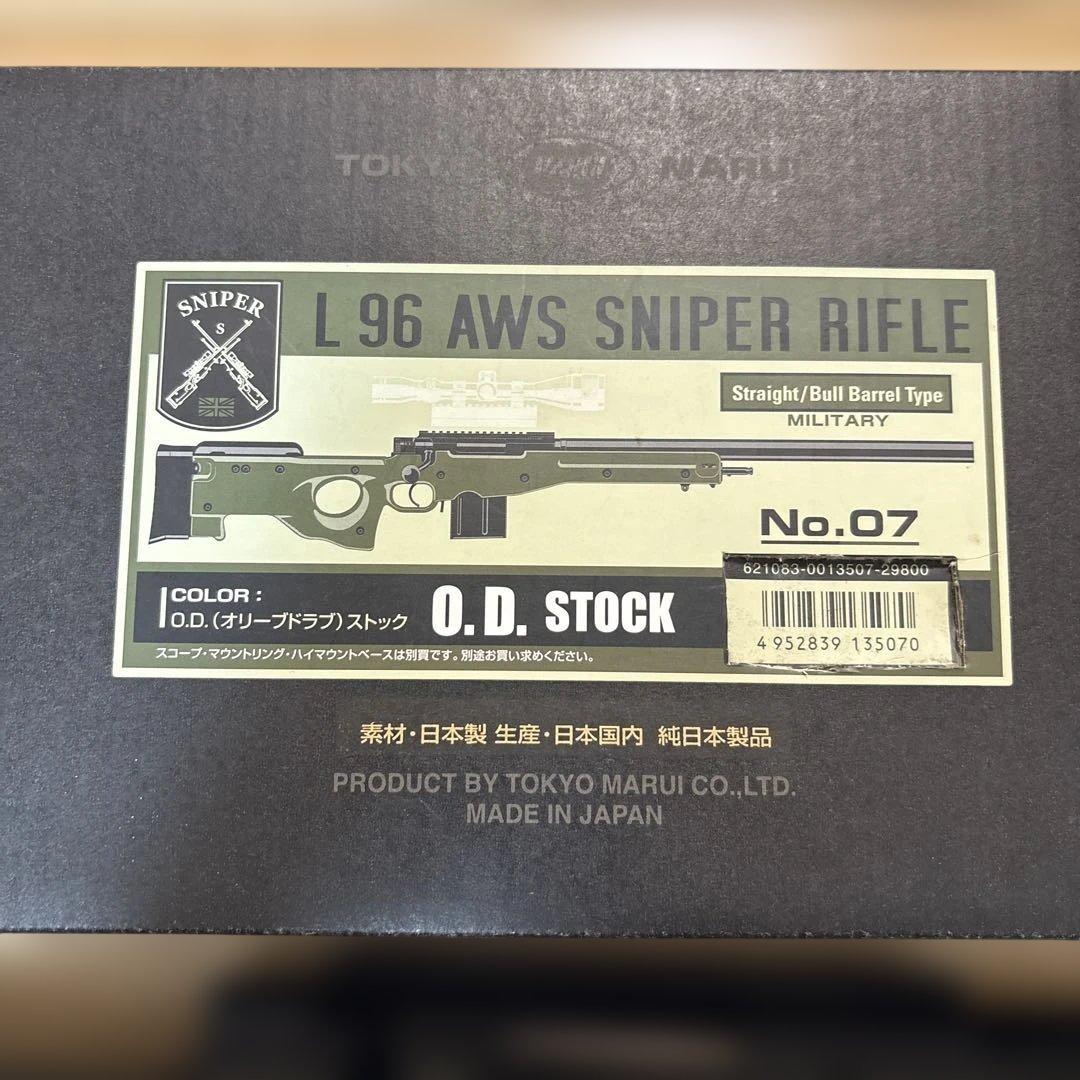 TOKYO MARUI
SNIPER
S
L 96 AWS SNIPER RIFLE
Straight/Bull Barrel Type
MILITARY
No.07
621083-0013507-29800
4 952839 135070
COLOR :
O.D.(オリーブドラブ)ストック
O.D. STOCK
スコープ・マウントリング・ハイマウントベースは別買です。別途お買い求めください。
素材・日本製 生産・日本国内 純日本製品
PRODUCT BY TOKYO MARUI CO.,LTD.
MADE IN JAPAN